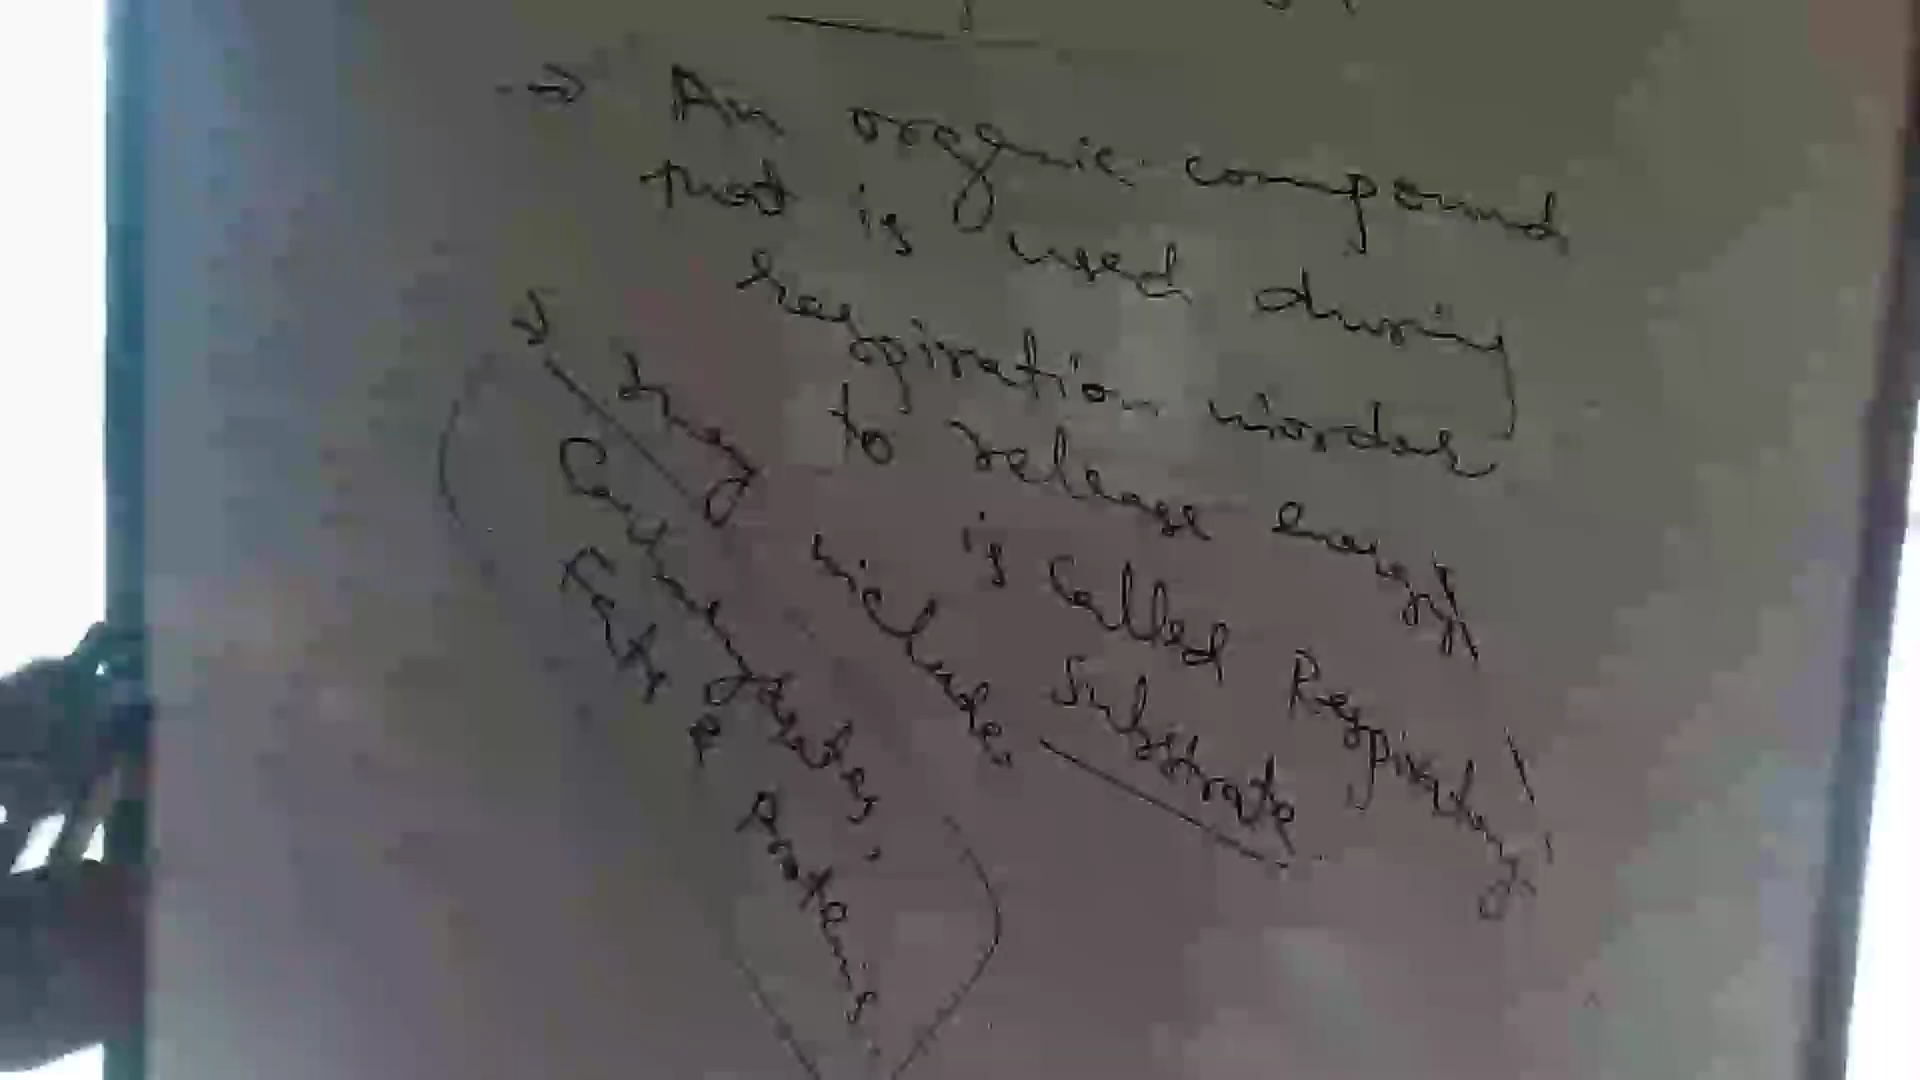 → An orgnic compound
that is used during
respiration inorder
to release energy
is called Respiratory
Substrate
→ They include
Carbohydrates,
Fats & Proteins